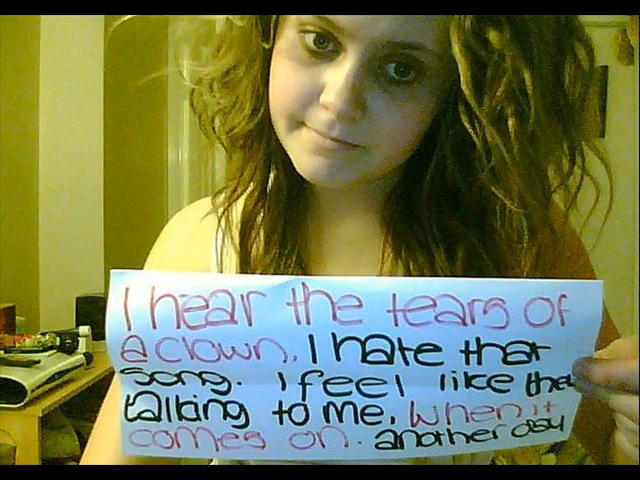 I hear the tears of
a clown. I hate that
song. I feel like the
talking to me, when it
comes on. another day